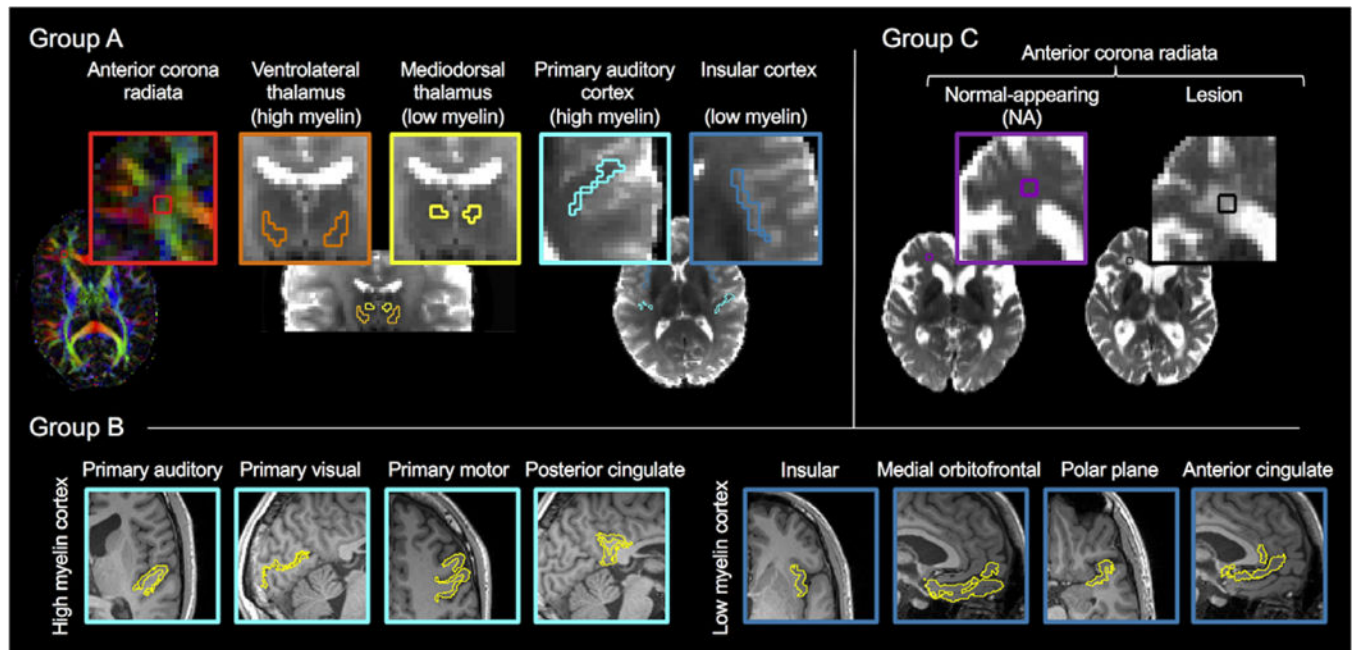 Group A
Anterior corona
radiata
Ventrolateral
thalamus
(high myelin)
Mediodorsal
thalamus
(low myelin)
Primary auditory
cortex
(high myelin)
Insular cortex
(low myelin)
Group C
Anterior corona radiata
Normal-appearing
(NA)
Lesion
Group B
High myelin cortex
Primary auditory
Primary visual
Primary motor
Posterior cingulate
Low myelin cortex
Insular
Medial orbitofrontal
Polar plane
Anterior cingulate